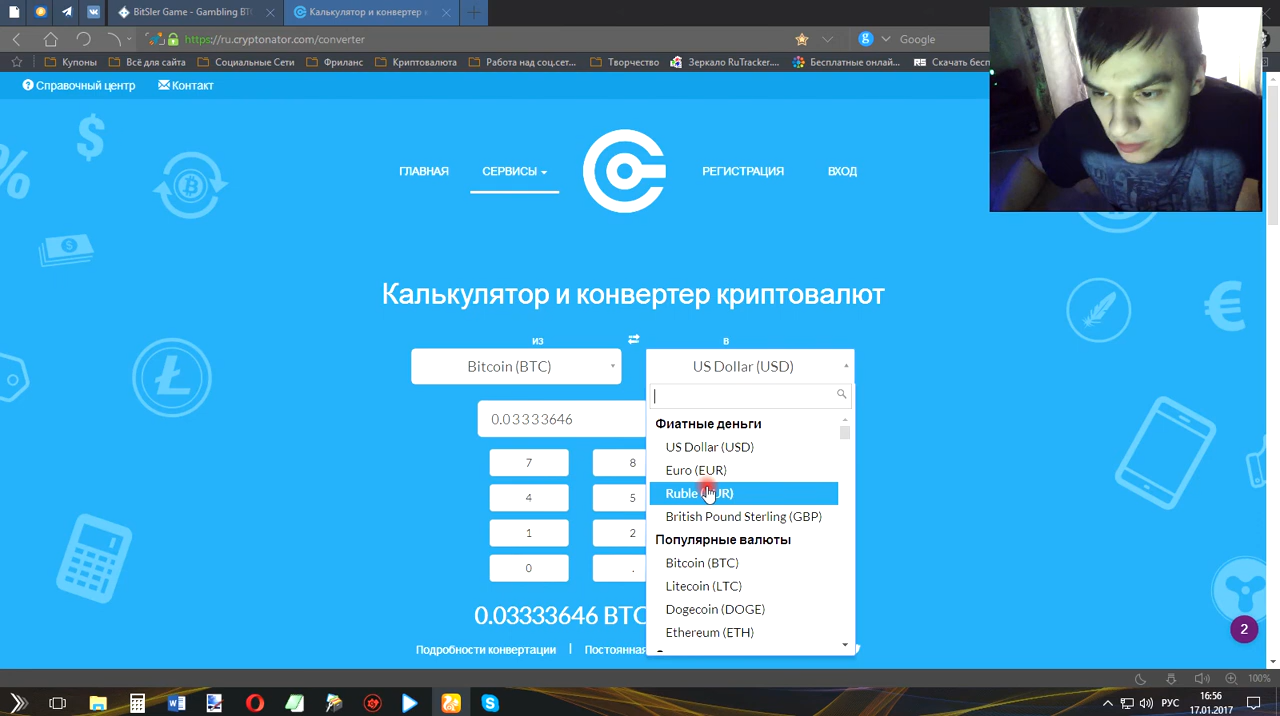 BitSler Game - Gambling BT
Калькулятор и конвертер к
https://ru.cryptonator.com/converter
Google
Купоны
Всё для сайта
Социальные Сети
Фриланс
Криптовалюта
Работа над соц.сет...
Творчество
Зеркало RuTracker....
Бесплатные онлай...
Скачать бесп
Справочный центр
Контакт
ГЛАВНАЯ
СЕРВИСЫ
РЕГИСТРАЦИЯ
ВХОД
Калькулятор и конвертер криптовалют
из
в
Bitcoin (BTC)
US Dollar (USD)
0.03333646
Фиатные деньги
US Dollar (USD)
Euro (EUR)
Ruble
British Pound Sterling (GBP)
Популярные валюты
Bitcoin (BTC)
Litecoin (LTC)
Dogecoin (DOGE)
Ethereum (ETH)
7
8
4
5
1
2
0
.
0.03333646 BTC
Подробности конвертации
Постоянная
2
100%
РУС
16:56
17.01.2017